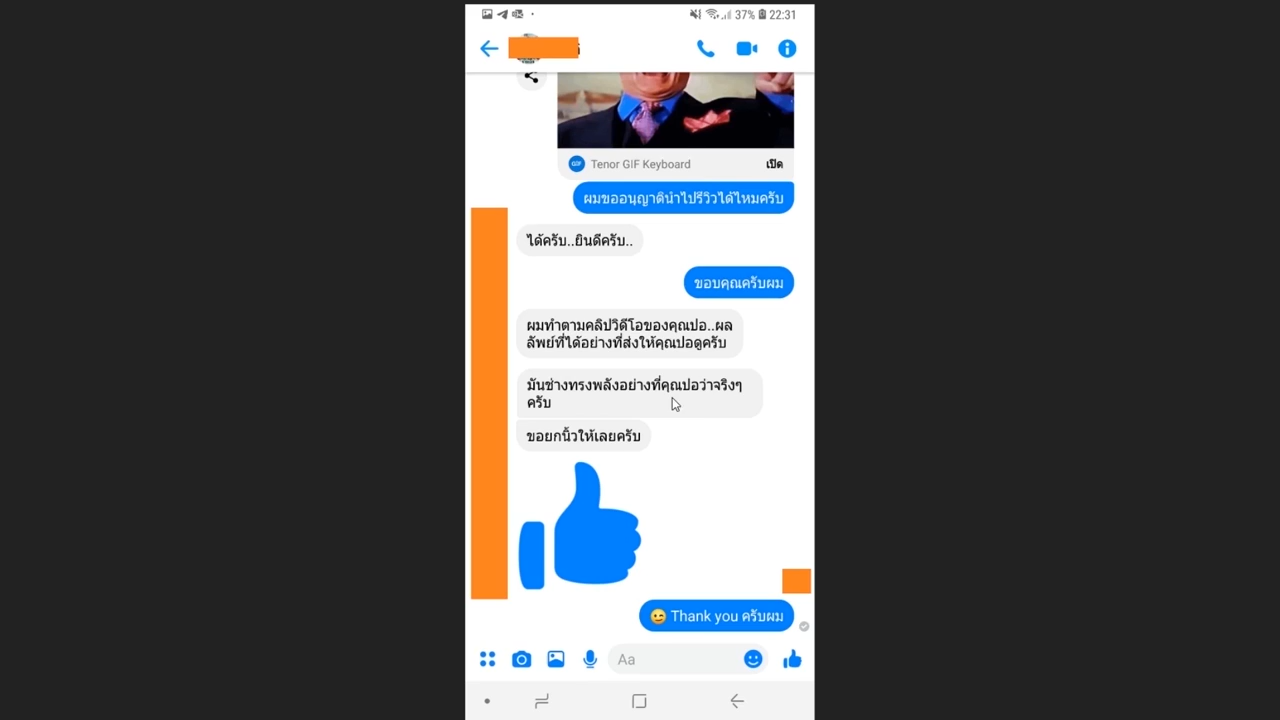 37% 22:31
Tenor GIF Keyboard เปิด
ผมขออนุญาตินำไปรีวิวได้ไหมครับ
ได้ครับ..ยินดีครับ..
ขอบคุณครับผม
ผมทำตามคลิปวิดีโอของคุณปอ..ผล
ลัพย์ที่ได้อย่างที่ส่งให้คุณปอดูครับ
มันช่างทรงพลังอย่างที่คุณปอว่าจริงๆ
ครับ
ขอยกนิ้วให้เลยครับ
😉 Thank you ครับผม
Aa